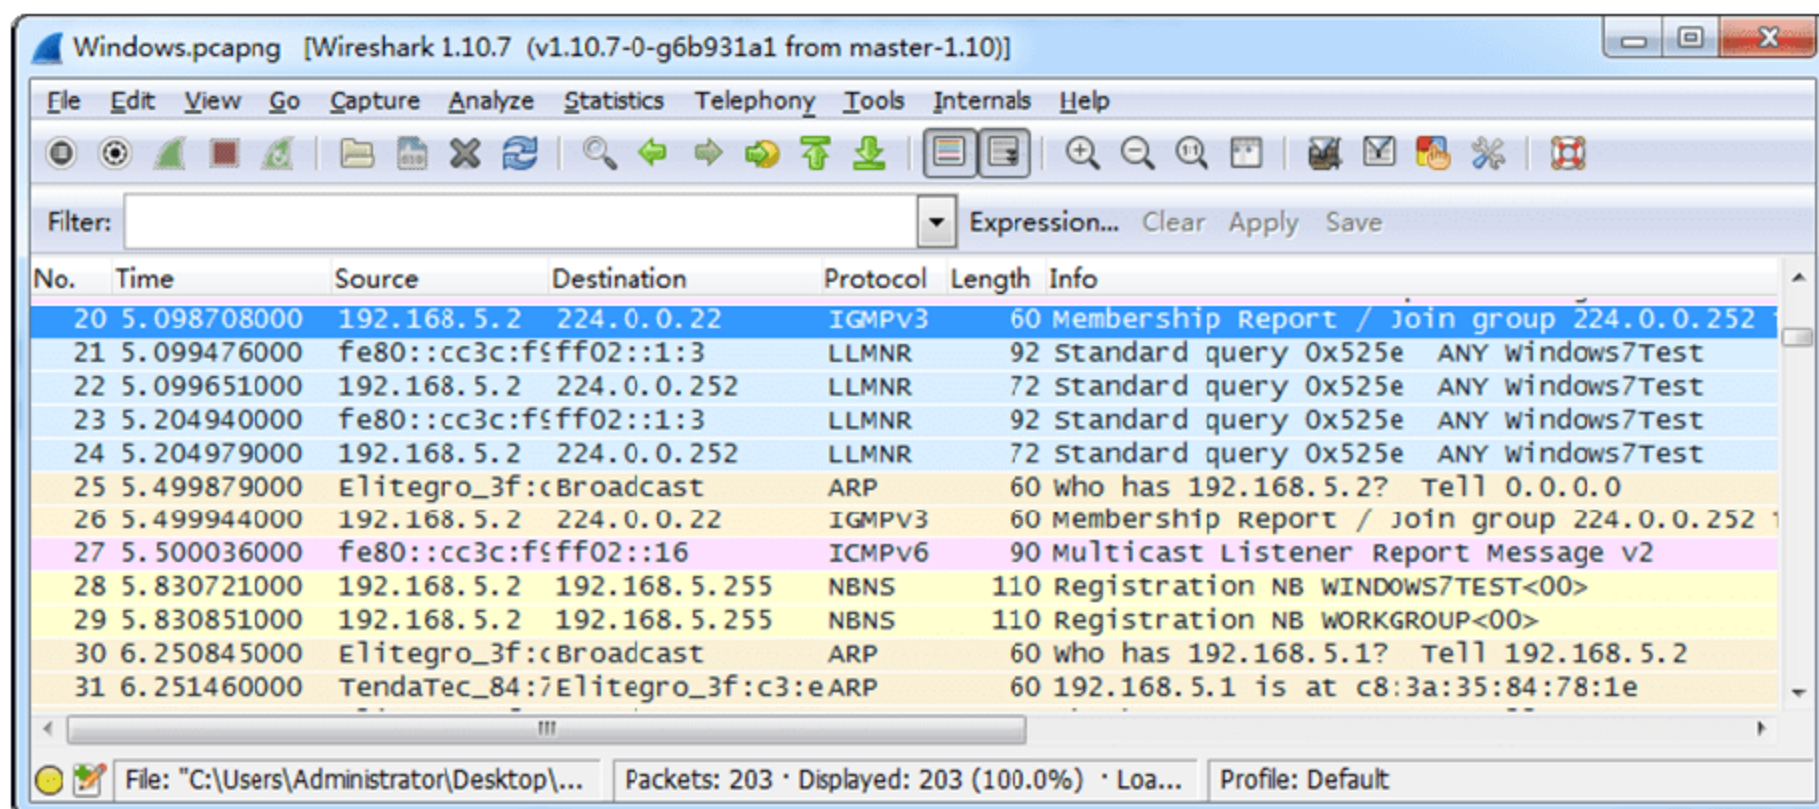 Windows.pcapng [Wireshark 1.10.7 (v1.10.7-0-g6b931a1 from master-1.10)]
File Edit View Go Capture Analyze Statistics Telephony Tools Internals Help
Filter: Expression... Clear Apply Save
No. Time Source Destination Protocol Length Info
20 5.098708000 192.168.5.2 224.0.0.22 IGMPv3 60 Membership Report / Join group 224.0.0.252
21 5.099476000 fe80::cc3c:f9 ff02::1:3 LLMNR 92 Standard query 0x525e ANY Windows7Test
22 5.099651000 192.168.5.2 224.0.0.252 LLMNR 72 Standard query 0x525e ANY Windows7Test
23 5.204940000 fe80::cc3c:f9 ff02::1:3 LLMNR 92 Standard query 0x525e ANY Windows7Test
24 5.204979000 192.168.5.2 224.0.0.252 LLMNR 72 Standard query 0x525e ANY Windows7Test
25 5.499879000 Elitegro_3f:c Broadcast ARP 60 Who has 192.168.5.2? Tell 0.0.0.0
26 5.499944000 192.168.5.2 224.0.0.22 IGMPv3 60 Membership Report / Join group 224.0.0.252
27 5.500036000 fe80::cc3c:f9 ff02::16 ICMPv6 90 Multicast Listener Report Message v2
28 5.830721000 192.168.5.2 192.168.5.255 NBNS 110 Registration NB WINDOWS7TEST<00>
29 5.830851000 192.168.5.2 192.168.5.255 NBNS 110 Registration NB WORKGROUP<00>
30 6.250845000 Elitegro_3f:c Broadcast ARP 60 Who has 192.168.5.1? Tell 192.168.5.2
31 6.251460000 TendaTec_84:7 Elitegro_3f:c3:e ARP 60 192.168.5.1 is at c8:3a:35:84:78:1e
File: "C:\Users\Administrator\Desktop\... Packets: 203 · Displayed: 203 (100.0%) · Loa... Profile: Default